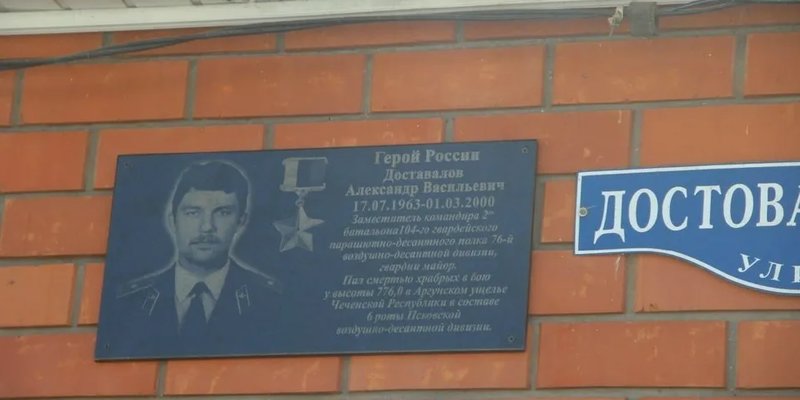 Герой России
Доставалов
Александр Васильевич
17.07.1963-01.03.2000
Заместатель командира 2го
батальона104-го гвардейского
парашютно-десантного полка 76-й
воздушно-десантной дивизии,
гвардии майор.
Пал смертью храбрых в бою
у высоты 776,0 в Аргунском ущелье
Чеченской Республики в составе
6 роты Псковской
воздушно-десантной дивизии.
ДОСТОВА
УЛИ